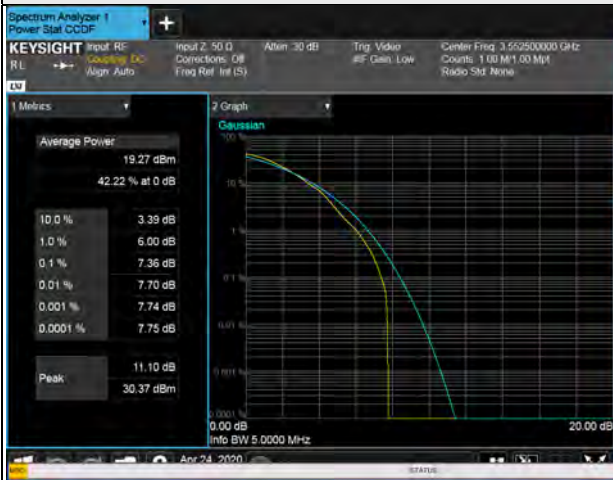 Spectrum Analyzer 1
Power Stat CCDF
KEYSIGHT
RL
Input: RF
Coupling: DC
Align: Auto
Input Z: 50 Ω
Corrections: Off
Freq Ref: Int (S)
Atten: 30 dB
Trig: Video
#IF Gain: Low
Center Freq: 3.552500000 GHz
Counts: 1.00 M/1.00 Mpt
Radio Std: None
1 Metrics
Average Power
19.27 dBm
42.22 % at 0 dB
10.0 % 3.39 dB
1.0 % 6.00 dB
0.1 % 7.36 dB
0.01 % 7.70 dB
0.001 % 7.74 dB
0.0001 % 7.75 dB
Peak
11.10 dB
30.37 dBm
2 Graph
Gaussian
100 %
10 %
1 %
0.1 %
0.01 %
0.001 %
0.0001 %
0.00 dB
20.00 dB
Info BW 5.0000 MHz
Apr 24, 2020
MSG
STATUS